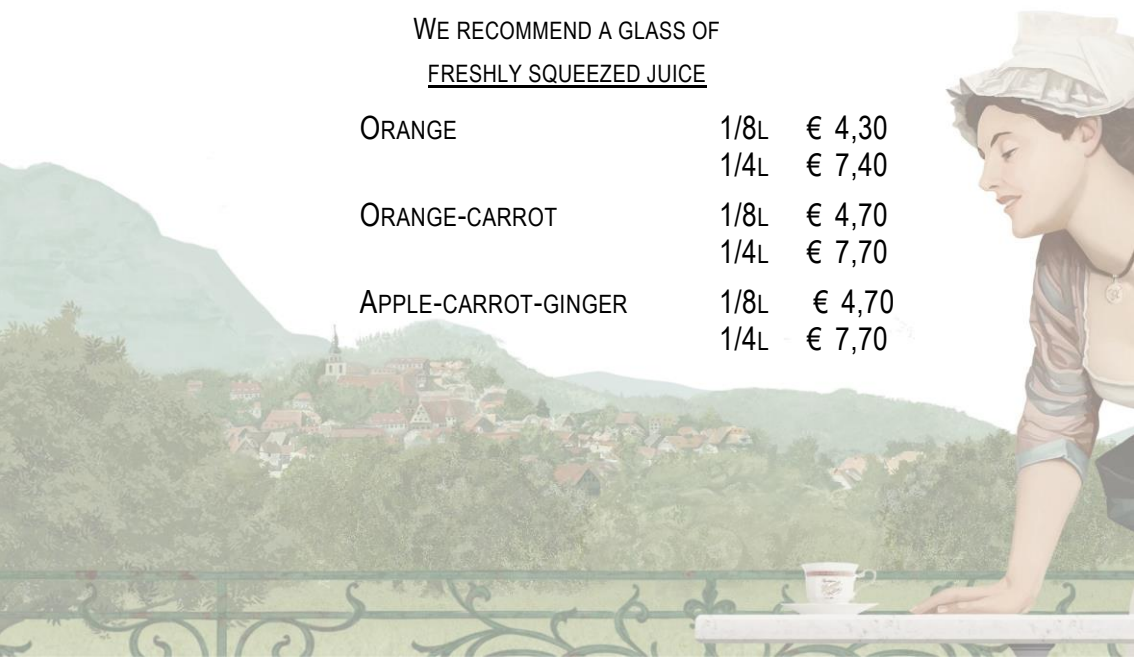 WE RECOMMEND A GLASS OF
FRESHLY SQUEEZED JUICE
ORANGE 1/8L € 4,30
1/4L € 7,40
ORANGE-CARROT 1/8L € 4,70
1/4L € 7,70
APPLE-CARROT-GINGER 1/8L € 4,70
1/4L € 7,70